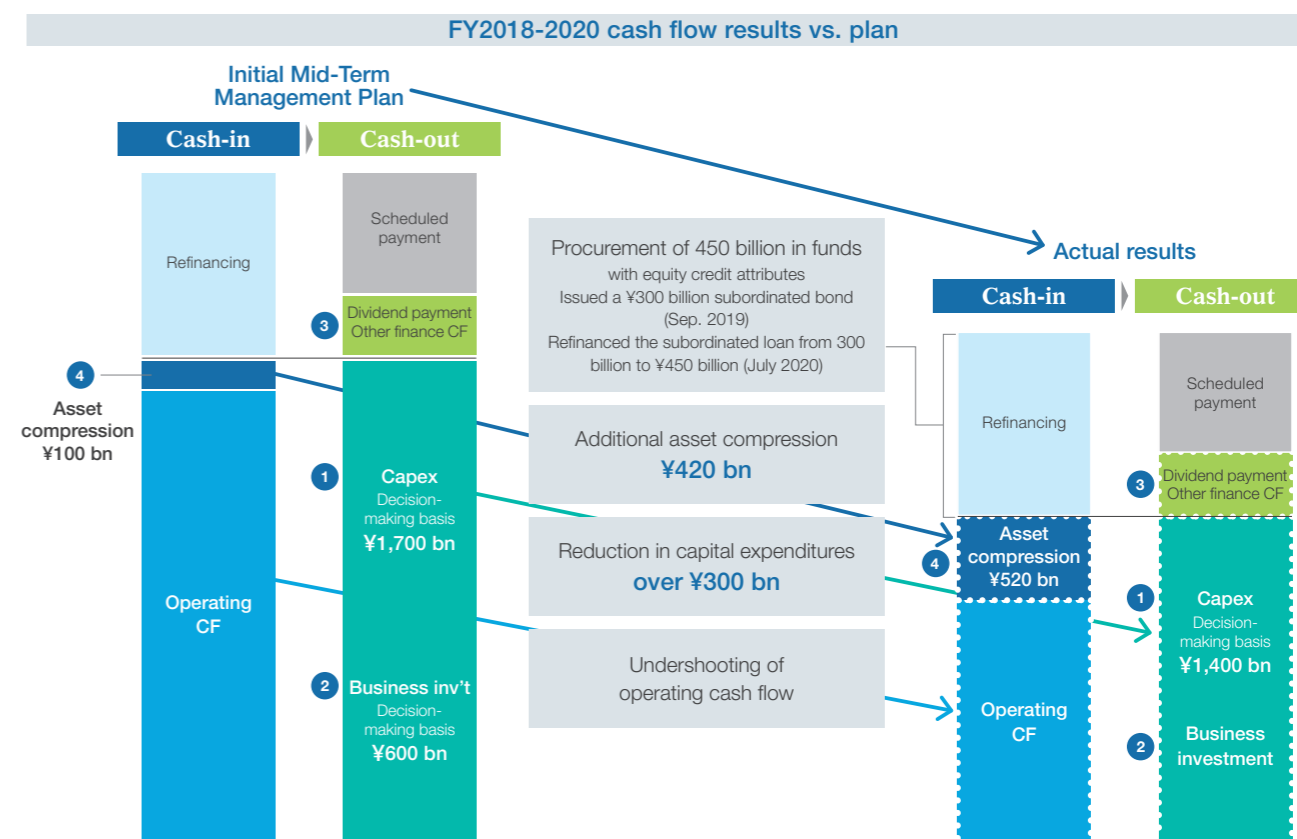 FY2018-2020 cash flow results vs. plan
Initial Mid-Term
Management Plan
Cash-in
Cash-out
Refinancing
Scheduled
payment
3
Dividend payment
Other finance CF
4
Asset
compression
¥100 bn
1
Capex
Decision-
making basis
¥1,700 bn
Operating
CF
2
Business inv't
Decision-
making basis
¥600 bn
Procurement of 450 billion in funds
with equity credit attributes
Issued a ¥300 billion subordinated bond
(Sep. 2019)
Refinanced the subordinated loan from 300
billion to ¥450 billion (July 2020)
Additional asset compression
¥420 bn
Reduction in capital expenditures
over ¥300 bn
Undershooting of
operating cash flow
Actual results
Cash-in
Cash-out
Refinancing
Scheduled
payment
3
Dividend payment
Other finance CF
4
Asset
compression
¥520 bn
1
Capex
Decision-
making basis
¥1,400 bn
Operating
CF
2
Business
investment